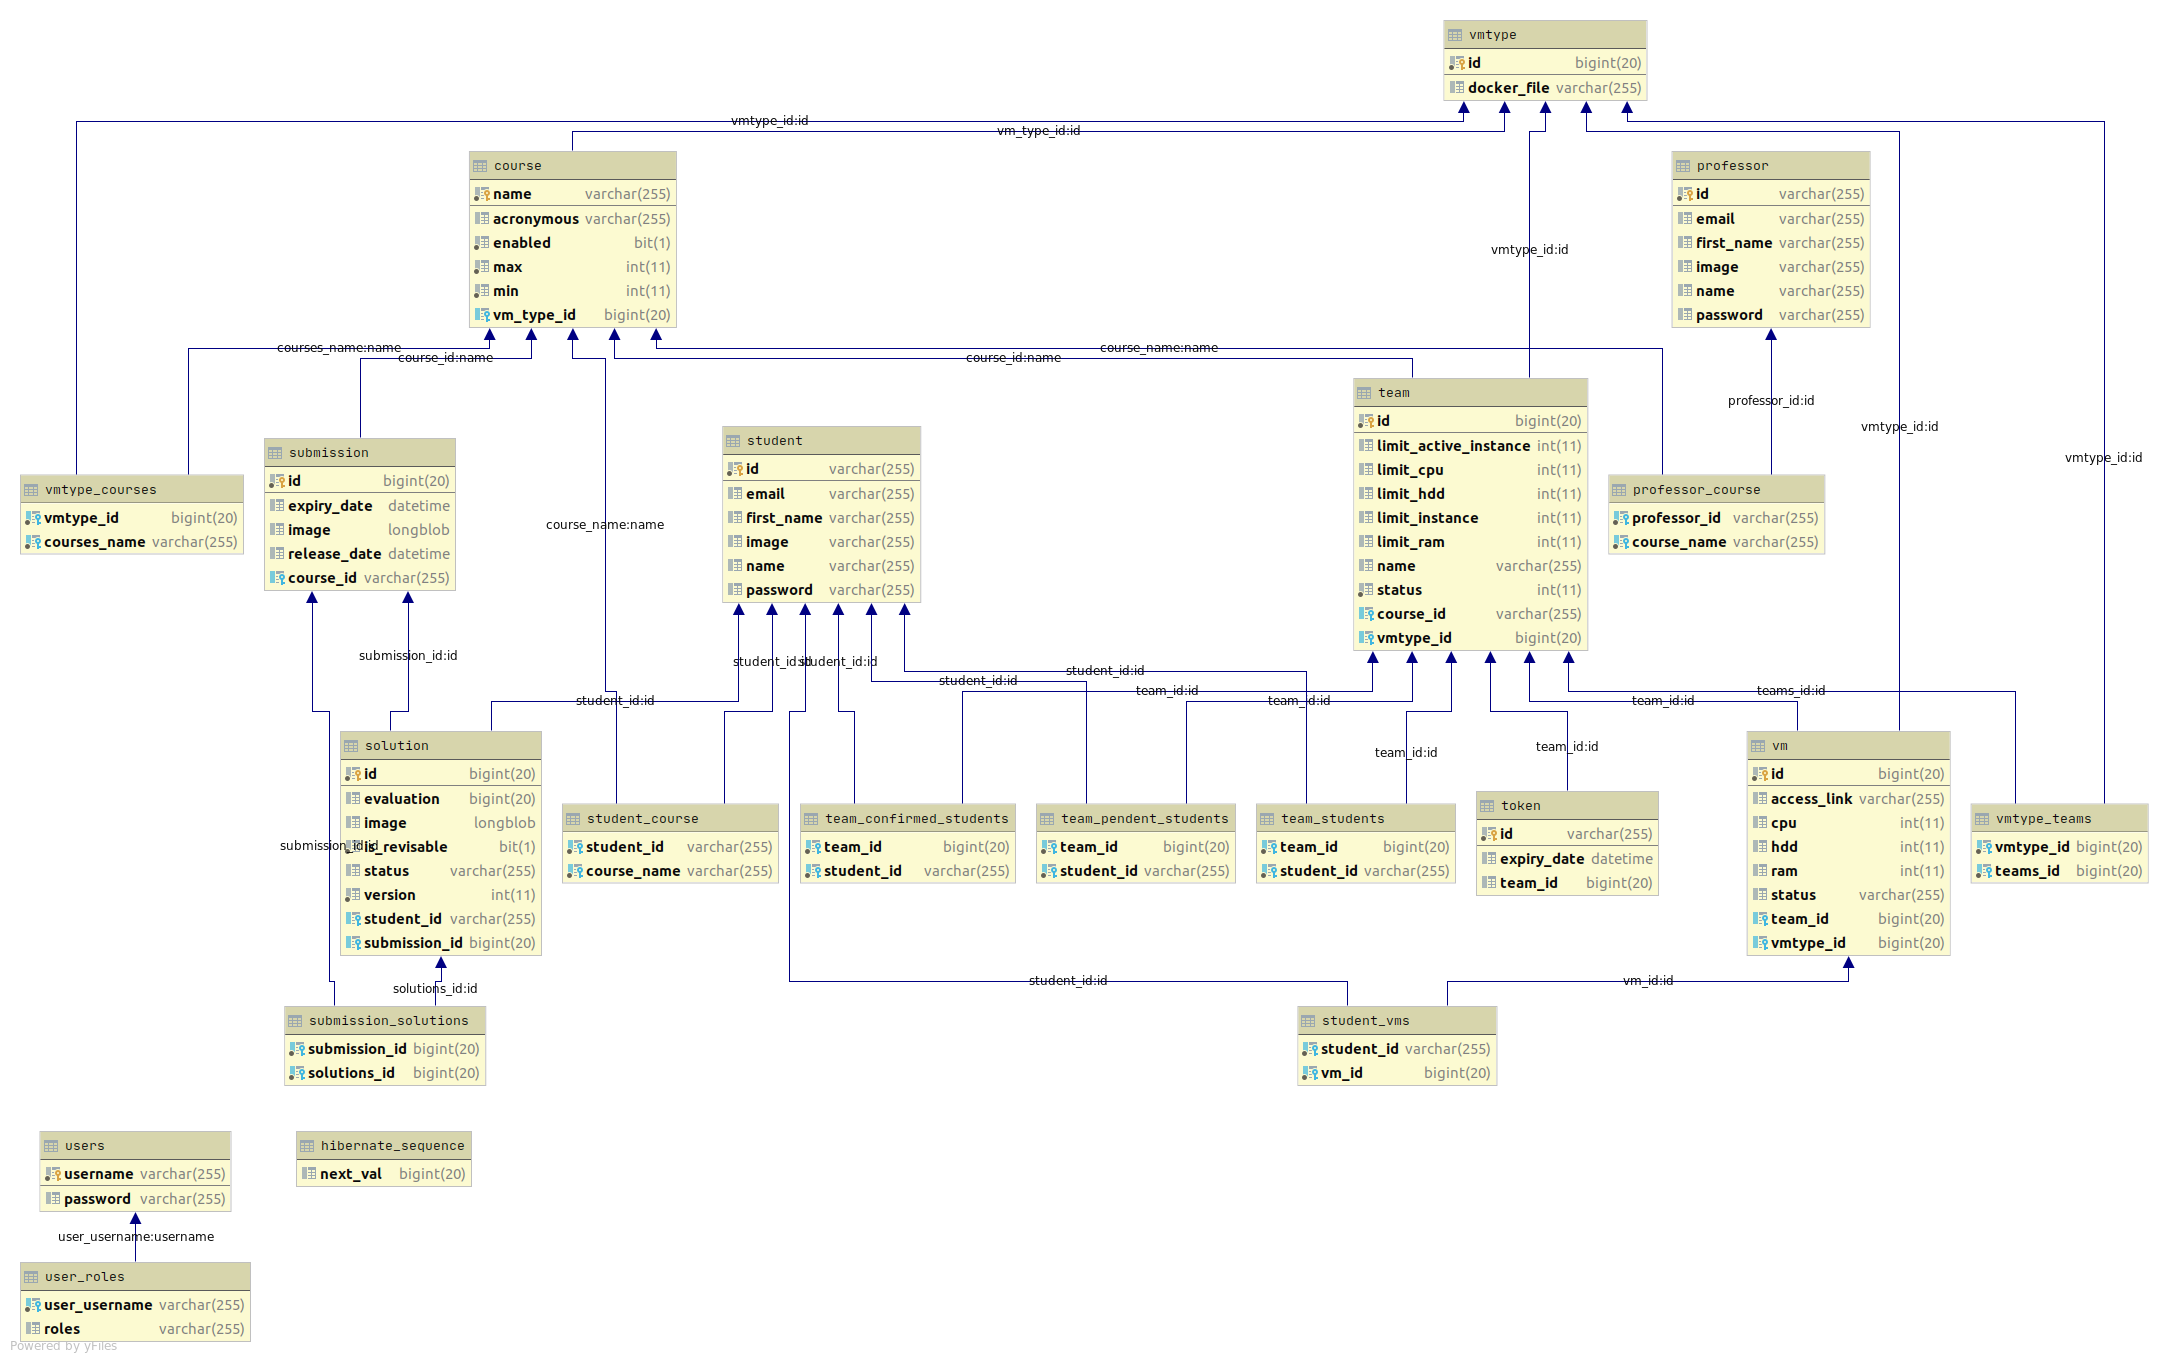 vmtype
id bigint(20)
docker_file varchar(255)
vmtype_id:id
vm_type_id:id
course
name varchar(255)
acronymous varchar(255)
enabled bit(1)
max int(11)
min int(11)
vm_type_id bigint(20)
professor
id varchar(255)
email varchar(255)
first_name varchar(255)
image varchar(255)
name varchar(255)
password varchar(255)
vmtype_id:id
courses_name:name
course_id:name
course_id:name
course_name:name
professor_id:id
vmtype_id:id
vmtype_id:id
team
id bigint(20)
limit_active_instance int(11)
limit_cpu int(11)
limit_hdd int(11)
limit_instance int(11)
limit_ram int(11)
name varchar(255)
status int(11)
course_id varchar(255)
vmtype_id bigint(20)
student
id varchar(255)
email varchar(255)
first_name varchar(255)
image varchar(255)
name varchar(255)
password varchar(255)
submission
id bigint(20)
expiry_date datetime
image longblob
release_date datetime
course_id varchar(255)
vmtype_courses
vmtype_id bigint(20)
courses_name varchar(255)
professor_course
professor_id varchar(255)
course_name varchar(255)
course_name:name
submission_id:id
student_id:id
student_id:id
student_id:id
student_id:id
student_id:id
team_id:id
team_id:id
team_id:id
teams_id:id
team_id:id
team_id:id
solution
id bigint(20)
evaluation bigint(20)
image longblob
is_revisable bit(1)
status varchar(255)
version int(11)
student_id varchar(255)
submission_id bigint(20)
submission_id:id
student_course
student_id varchar(255)
course_name varchar(255)
team_confirmed_students
team_id bigint(20)
student_id varchar(255)
team_pendent_students
team_id bigint(20)
student_id varchar(255)
team_students
team_id bigint(20)
student_id varchar(255)
token
id varchar(255)
expiry_date datetime
team_id bigint(20)
vm
id bigint(20)
access_link varchar(255)
cpu int(11)
hdd int(11)
ram int(11)
status varchar(255)
team_id bigint(20)
vmtype_id bigint(20)
vmtype_teams
vmtype_id bigint(20)
teams_id bigint(20)
solutions_id:id
student_id:id
vm_id:id
submission_solutions
submission_id bigint(20)
solutions_id bigint(20)
student_vms
student_id varchar(255)
vm_id bigint(20)
users
username varchar(255)
password varchar(255)
hibernate_sequence
next_val bigint(20)
user_username:username
user_roles
user_username varchar(255)
roles varchar(255)
Powered by yFiles